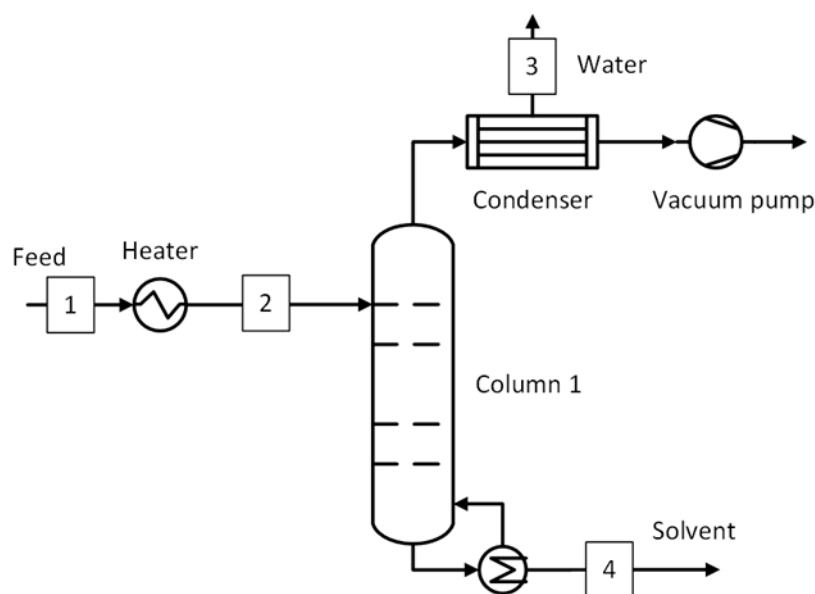 3
Water
Condenser
Vacuum pump
Feed
Heater
1
2
Column 1
Solvent
4